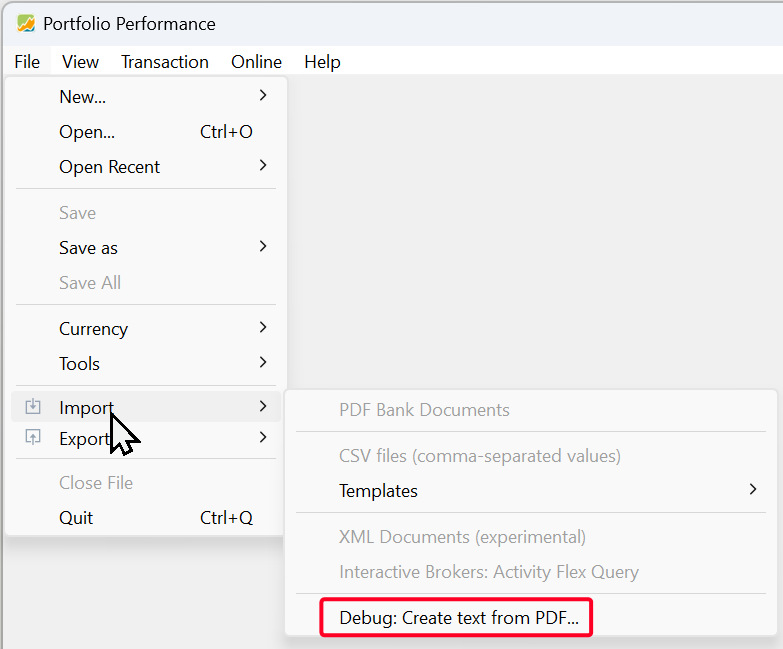 Portfolio Performance
File View Transaction Online Help
New...
Open... Ctrl+O
Open Recent
Save
Save as
Save All
Currency
Tools
Import
Export
Close File
Quit Ctrl+Q
PDF Bank Documents
CSV files (comma-separated values)
Templates
XML Documents (experimental)
Interactive Brokers: Activity Flex Query
Debug: Create text from PDF...